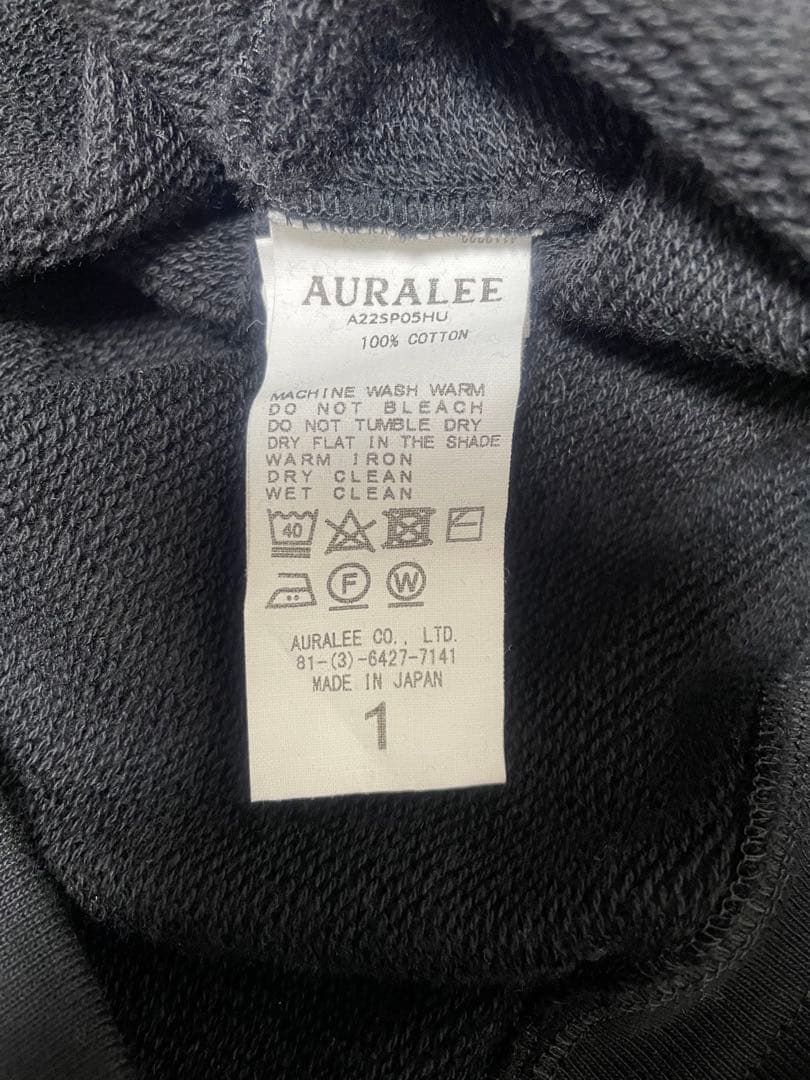 AURALEE
A22SP05HU
100% COTTON
MACHINE WASH WARM
DO NOT BLEACH
DO NOT TUMBLE DRY
DRY FLAT IN THE SHADE
WARM IRON
DRY CLEAN
WET CLEAN
40
F W
AURALEE CO., LTD.
81-(3)-6427-7141
MADE IN JAPAN
1